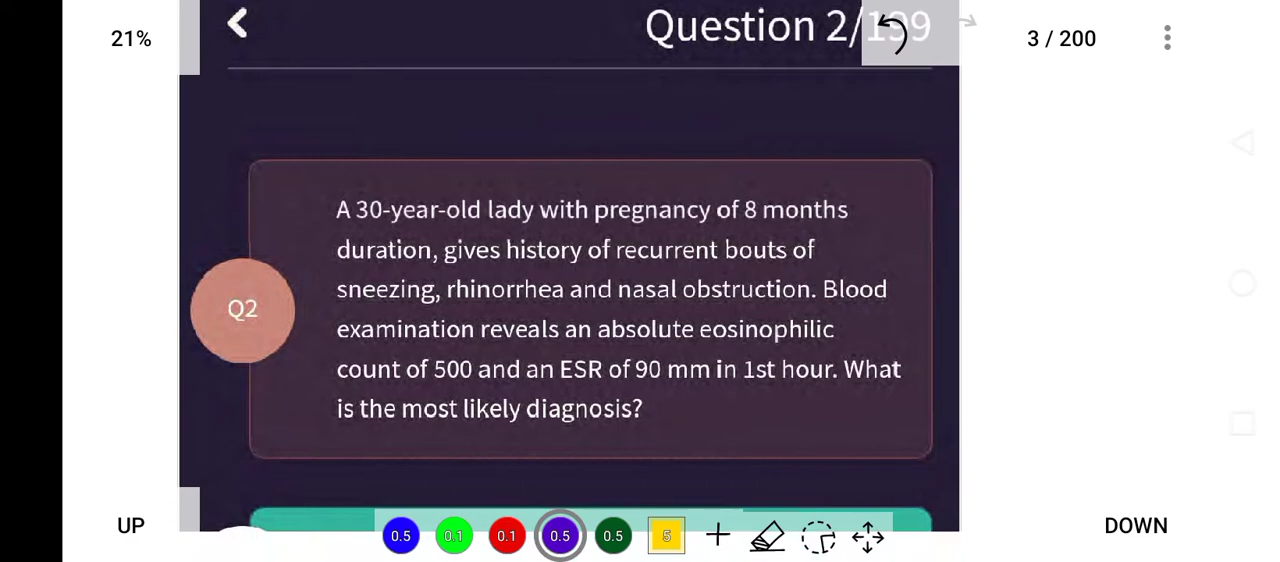 21%
Question 2/199
3 / 200
A 30-year-old lady with pregnancy of 8 months
duration, gives history of recurrent bouts of
sneezing, rhinorrhea and nasal obstruction. Blood
examination reveals an absolute eosinophilic
count of 500 and an ESR of 90 mm in 1st hour. What
is the most likely diagnosis?
Q2
UP
0.5
0.1
0.1
0.5
0.5
5
DOWN